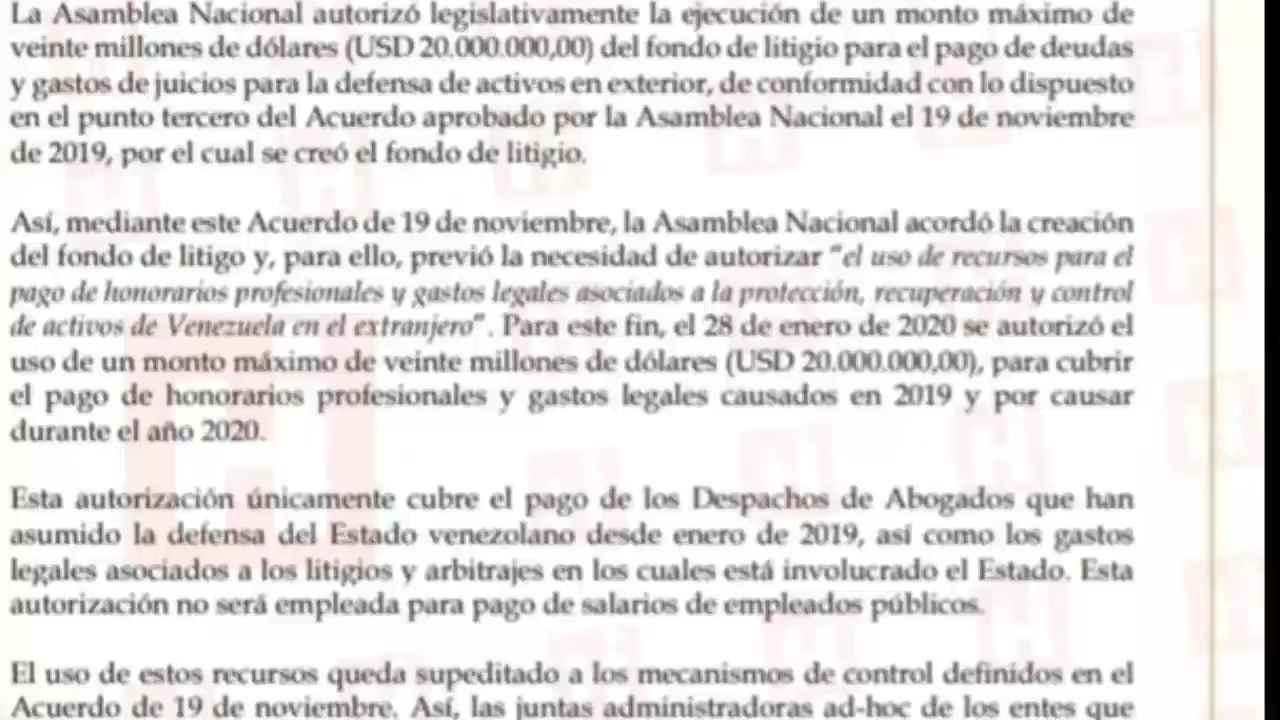 La Asamblea Nacional autorizó legislativamente la ejecución de un monto máximo de
veinte millones de dólares (USD 20.000.000,00) del fondo de litigio para el pago de deudas
y gastos de juicios para la defensa de activos en exterior, de conformidad con lo dispuesto
en el punto tercero del Acuerdo aprobado por la Asamblea Nacional el 19 de noviembre
de 2019, por el cual se creó el fondo de litigio.
Así, mediante este Acuerdo de 19 de noviembre, la Asamblea Nacional acordó la creación
del fondo de litigo y, para ello, previó la necesidad de autorizar "el uso de recursos para el
pago de honorarios profesionales y gastos legales asociados a la protección, recuperación y control
de activos de Venezuela en el extranjero". Para este fin, el 28 de enero de 2020 se autorizó el
uso de un monto máximo de veinte millones de dólares (USD 20.000.000,00), para cubrir
el pago de honorarios profesionales y gastos legales causados en 2019 y por causar
durante el año 2020.
Esta autorización únicamente cubre el pago de los Despachos de Abogados que han
asumido la defensa del Estado venezolano desde enero de 2019, así como los gastos
legales asociados a los litigios y arbitrajes en los cuales está involucrado el Estado. Esta
autorización no será empleada para pago de salarios de empleados públicos.
El uso de estos recursos queda supeditado a los mecanismos de control definidos en el
Acuerdo de 19 de noviembre. Así, las juntas administradoras ad-hoc de los entes que